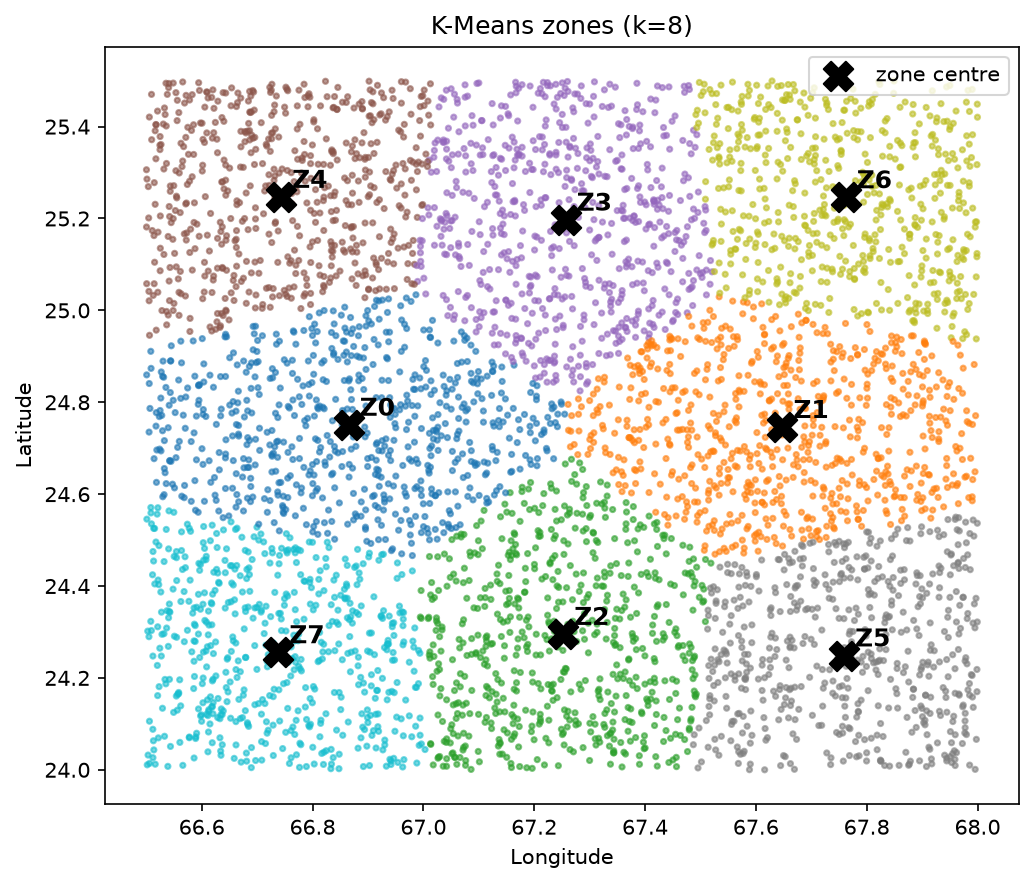 K-Means zones (k=8)
zone centre
25.4
Z4
Z6
25.2
Z3
25.0
Latitude
24.8
Z0
Z1
24.6
24.4
Z2
Z7
Z5
24.2
24.0
66.6 66.8 67.0 67.2 67.4 67.6 67.8 68.0
Longitude